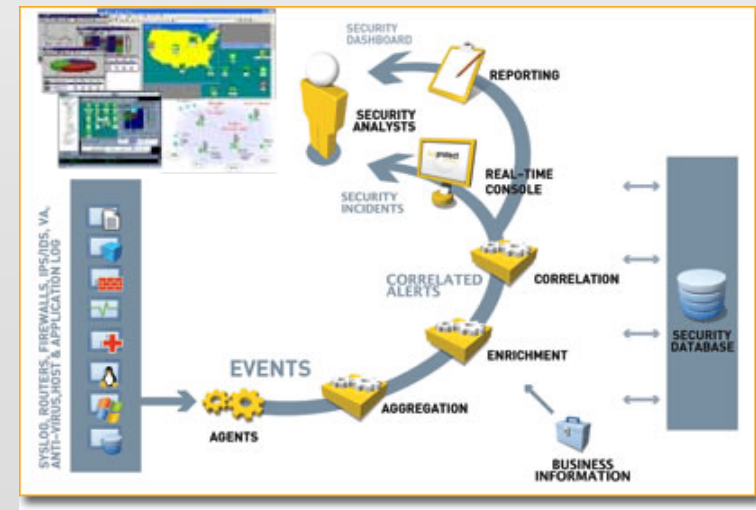 SECURITY
DASHBOARD
REPORTING
SECURITY
ANALYSTS
protect
REAL-TIME
CONSOLE
SECURITY
INCIDENTS
CORRELATED
ALERTS
CORRELATION
SECURITY
DATABASE
ENRICHMENT
EVENTS
AGGREGATION
AGENTS
BUSINESS
INFORMATION
SYSLOG, ROUTERS, FIREWALLS, IPS/IDS, VA,
ANTI-VIRUS,HOST & APPLICATION LOG